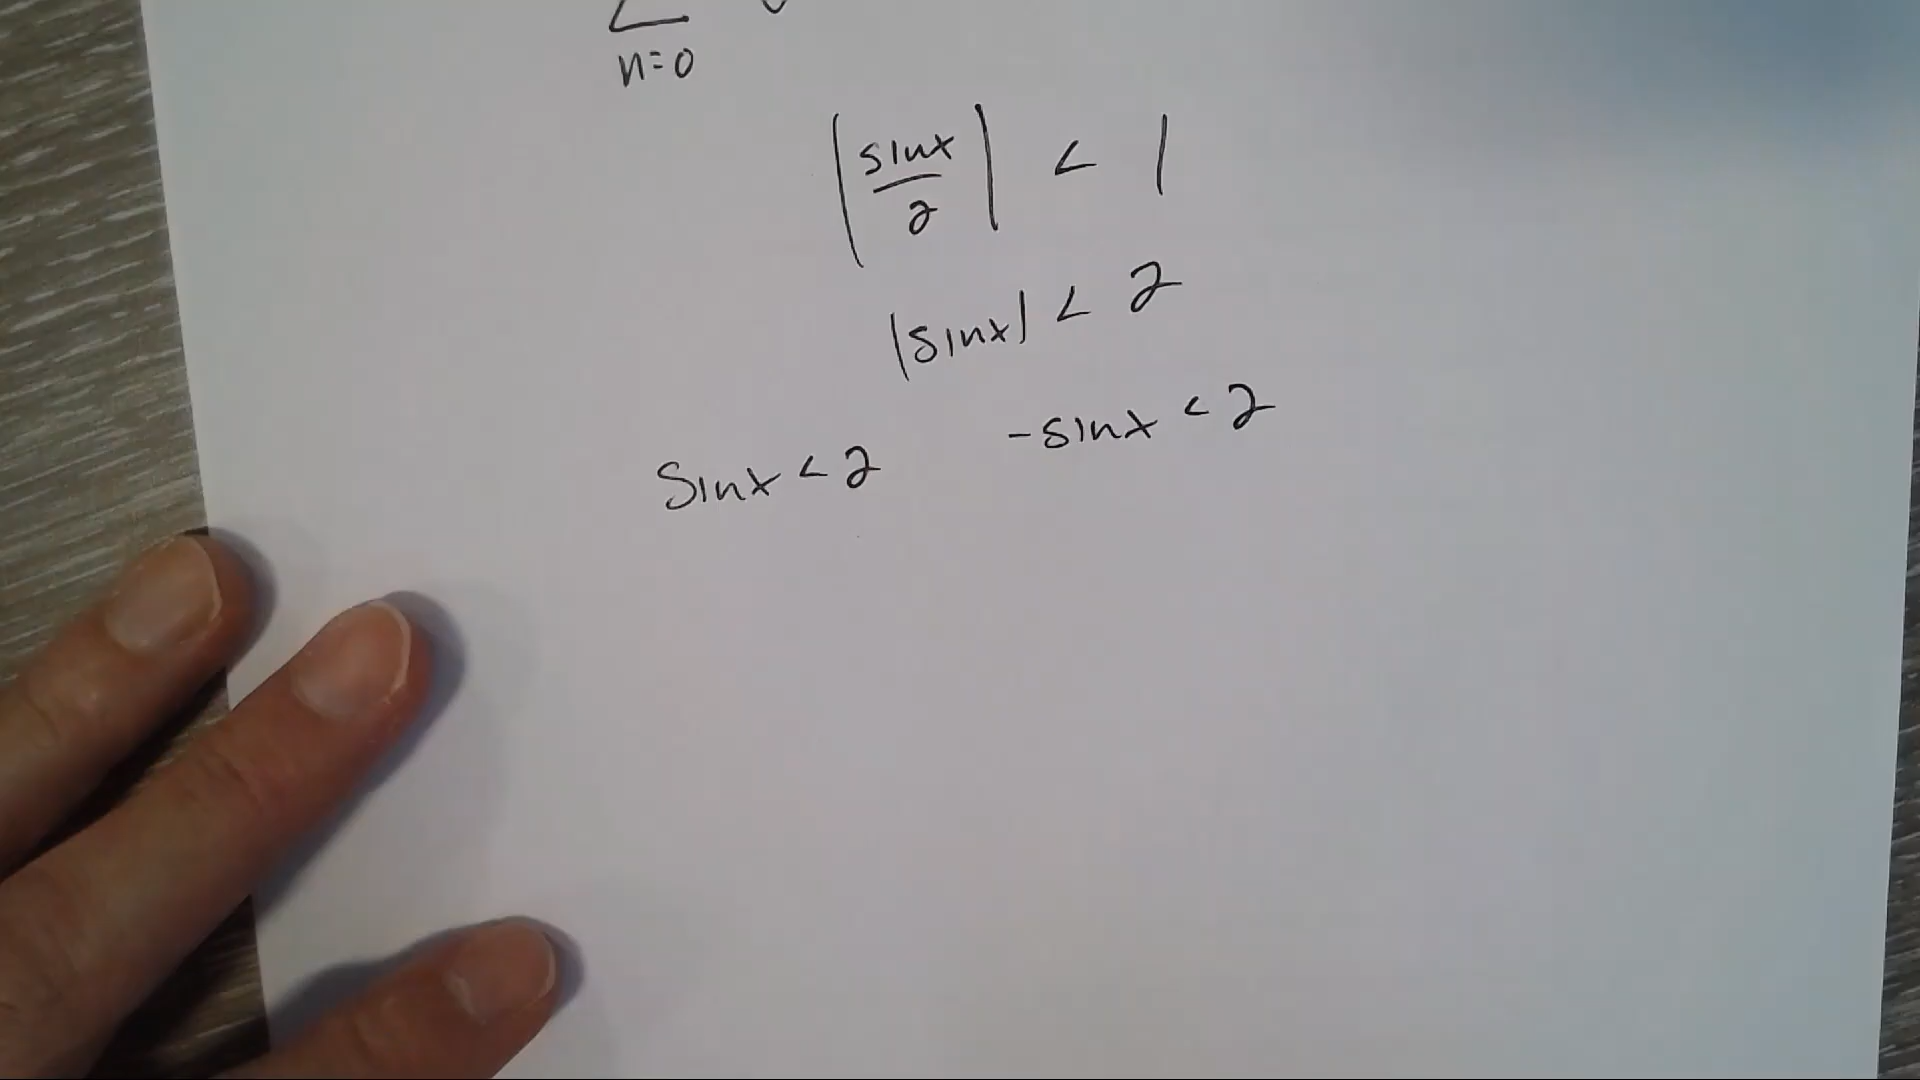 ∑
n=0
|sinx/2| < 1
|sinx| < 2
-sinx < 2
Sinx < 2